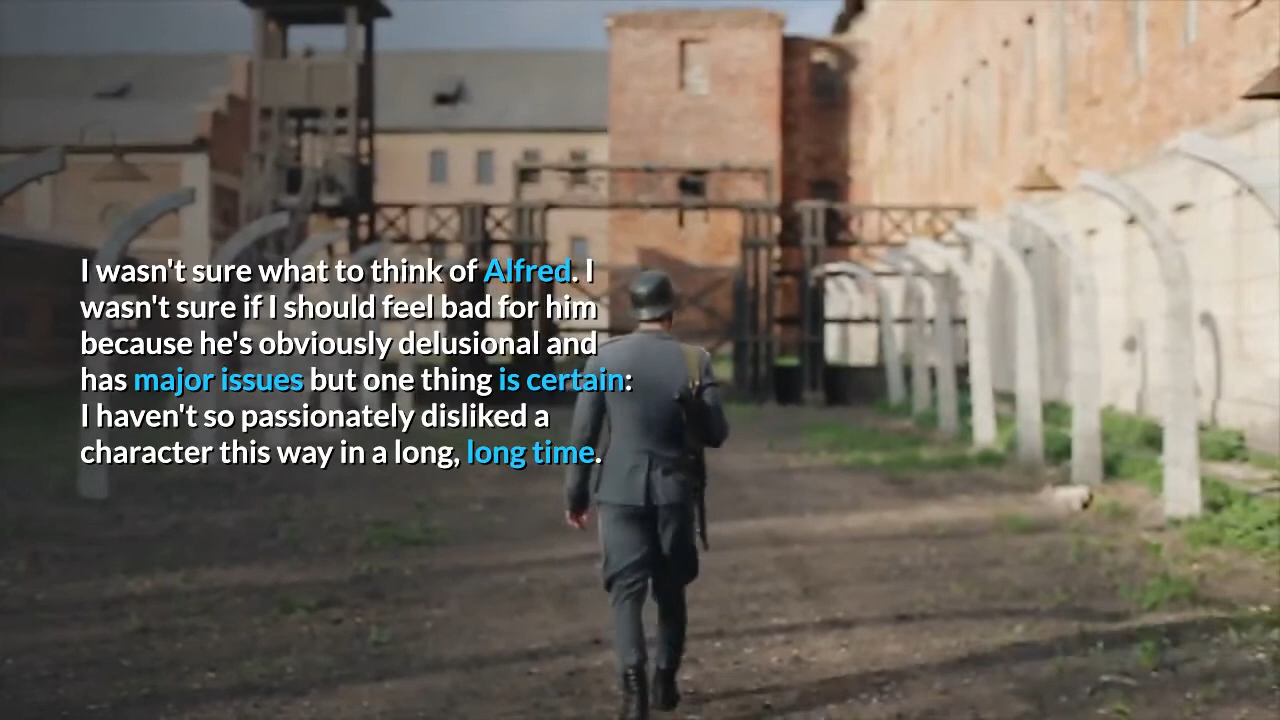 I wasn't sure what to think of Alfred. I
wasn't sure if I should feel bad for him
because he's obviously delusional and
has major issues but one thing is certain:
I haven't so passionately disliked a
character this way in a long, long time.